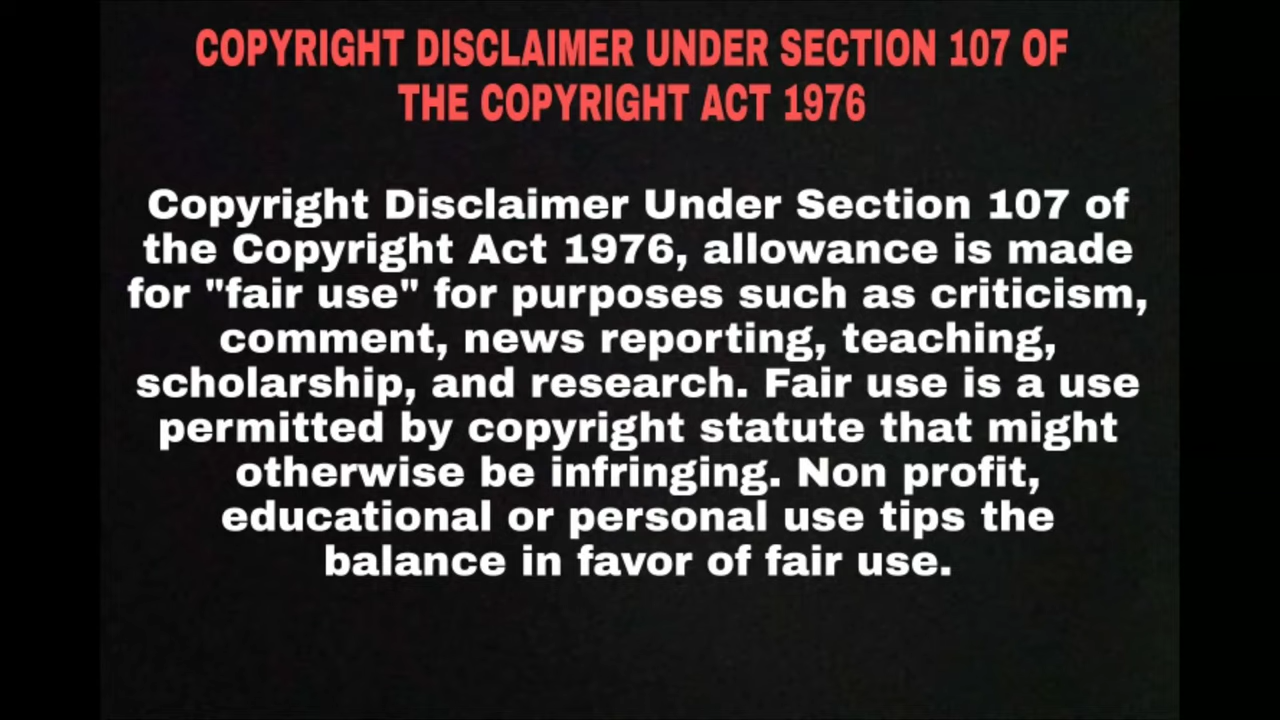 COPYRIGHT DISCLAIMER UNDER SECTION 107 OF
THE COPYRIGHT ACT 1976
Copyright Disclaimer Under Section 107 of
the Copyright Act 1976, allowance is made
for "fair use" for purposes such as criticism,
comment, news reporting, teaching,
scholarship, and research. Fair use is a use
permitted by copyright statute that might
otherwise be infringing. Non profit,
educational or personal use tips the
balance in favor of fair use.